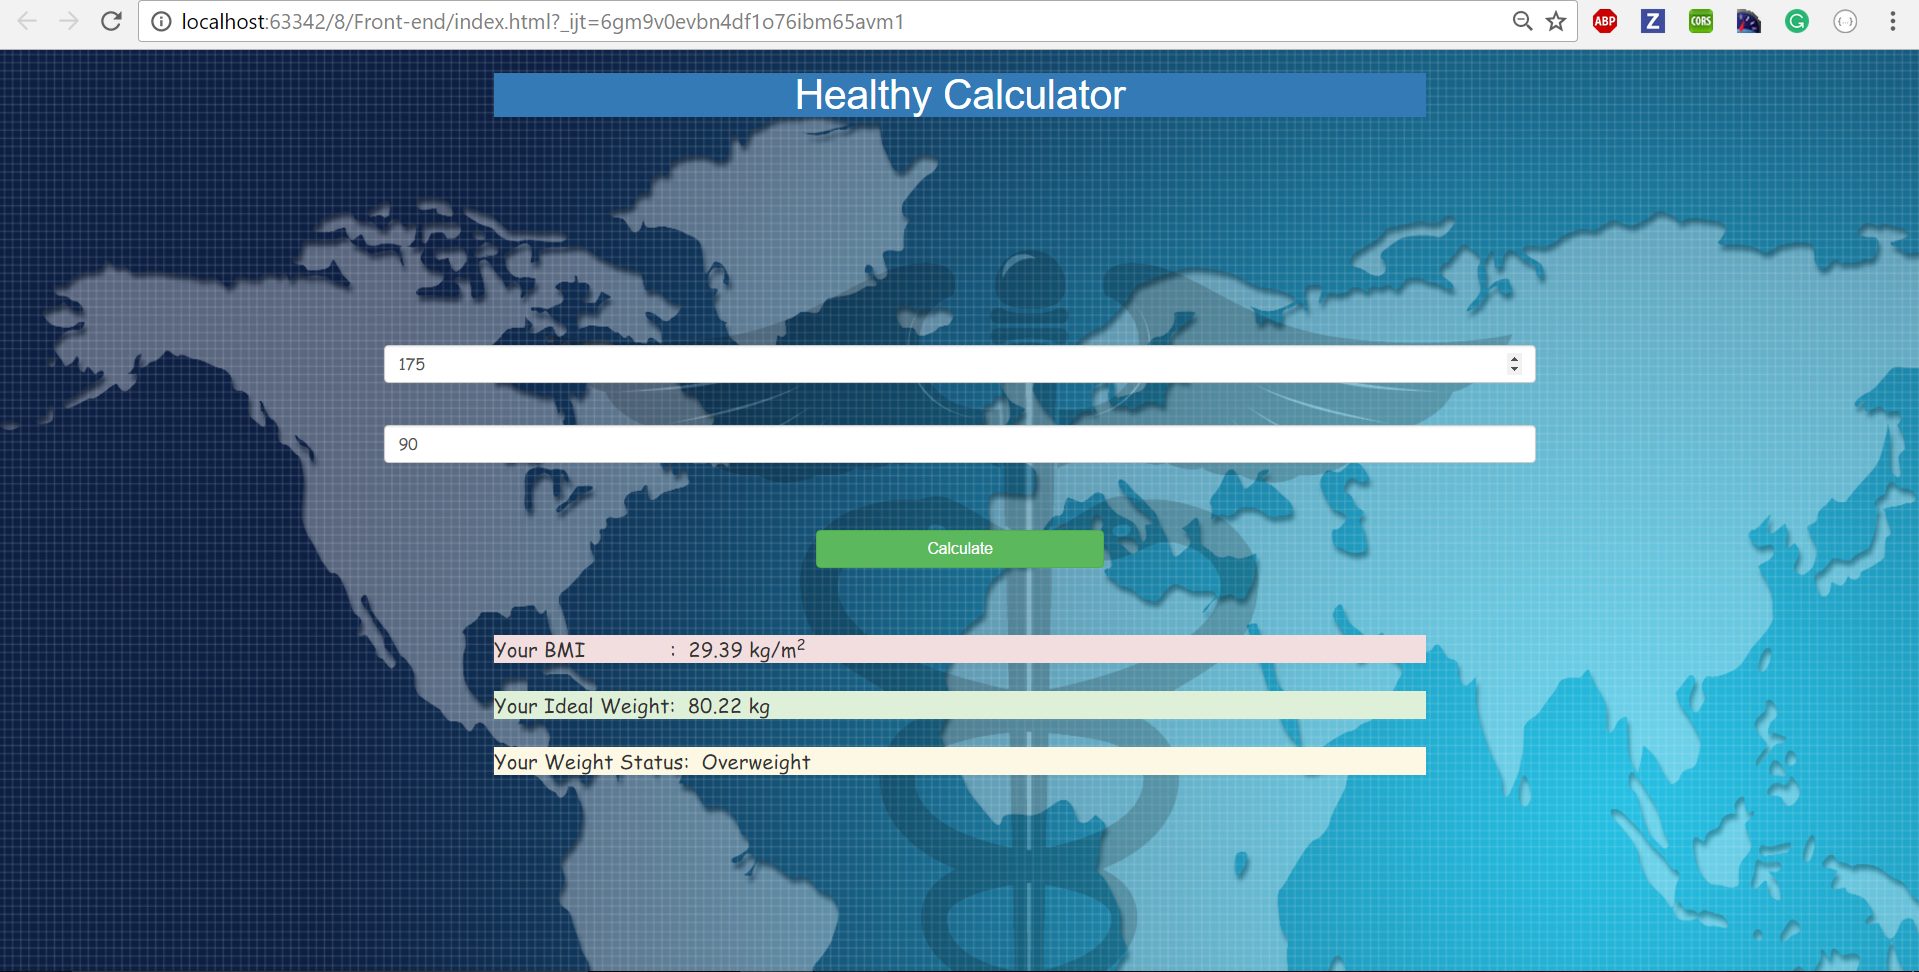 localhost:63342/8/Front-end/index.html?_ijt=6gm9v0evbn4df1o76ibm65avm1
ABP Z CORS G {···}
Healthy Calculator
175
90
Calculate
Your BMI : 29.39 kg/m²
Your Ideal Weight: 80.22 kg
Your Weight Status: Overweight